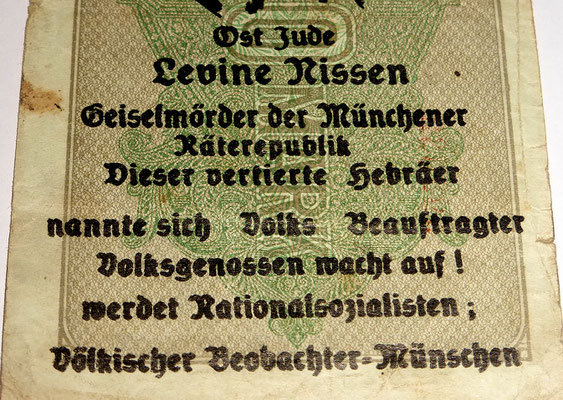 Ost Jude
Levine Nissen
Geiselmörder der Münchener
Räterepublik
Dieser vertierte Hebräer
nannte sich Volks Beauftragter
Volksgenossen wacht auf !
werdet Nationalsozialisten ;
Völkischer Beobachter-Münschen